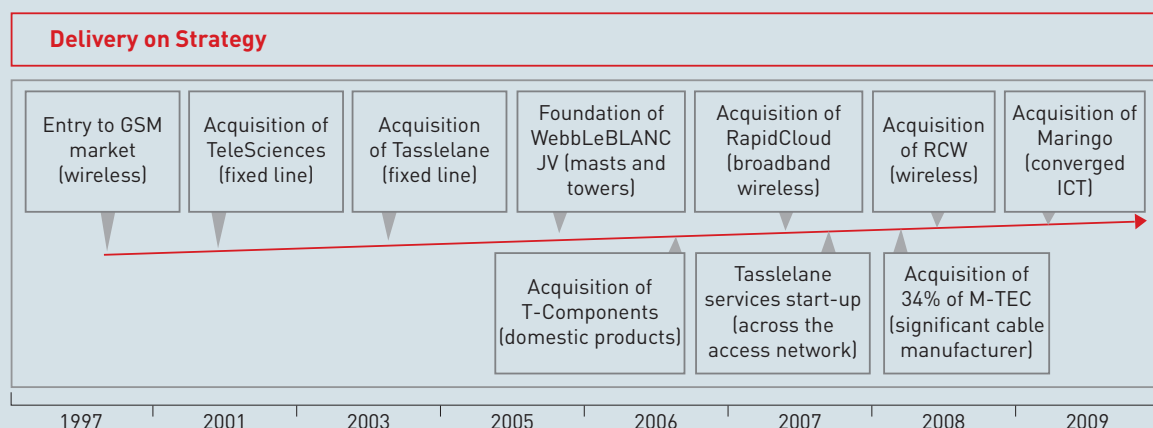 Delivery on Strategy
Entry to GSM
market
(wireless)
Acquisition of
TeleSciences
(fixed line)
Acquisition
of Tasslelane
(fixed line)
Foundation of
WebbLeBLANC
JV (masts and
towers)
Acquisition of
RapidCloud
(broadband
wireless)
Acquisition
of RCW
(wireless)
Acquisition of
Maringo
(converged
ICT)
Acquisition of
T-Components
(domestic products)
Tasslelane
services start-up
(across the
access network)
Acquisition of
34% of M-TEC
(significant cable
manufacturer)
1997 2001 2003 2005 2006 2007 2008 2009